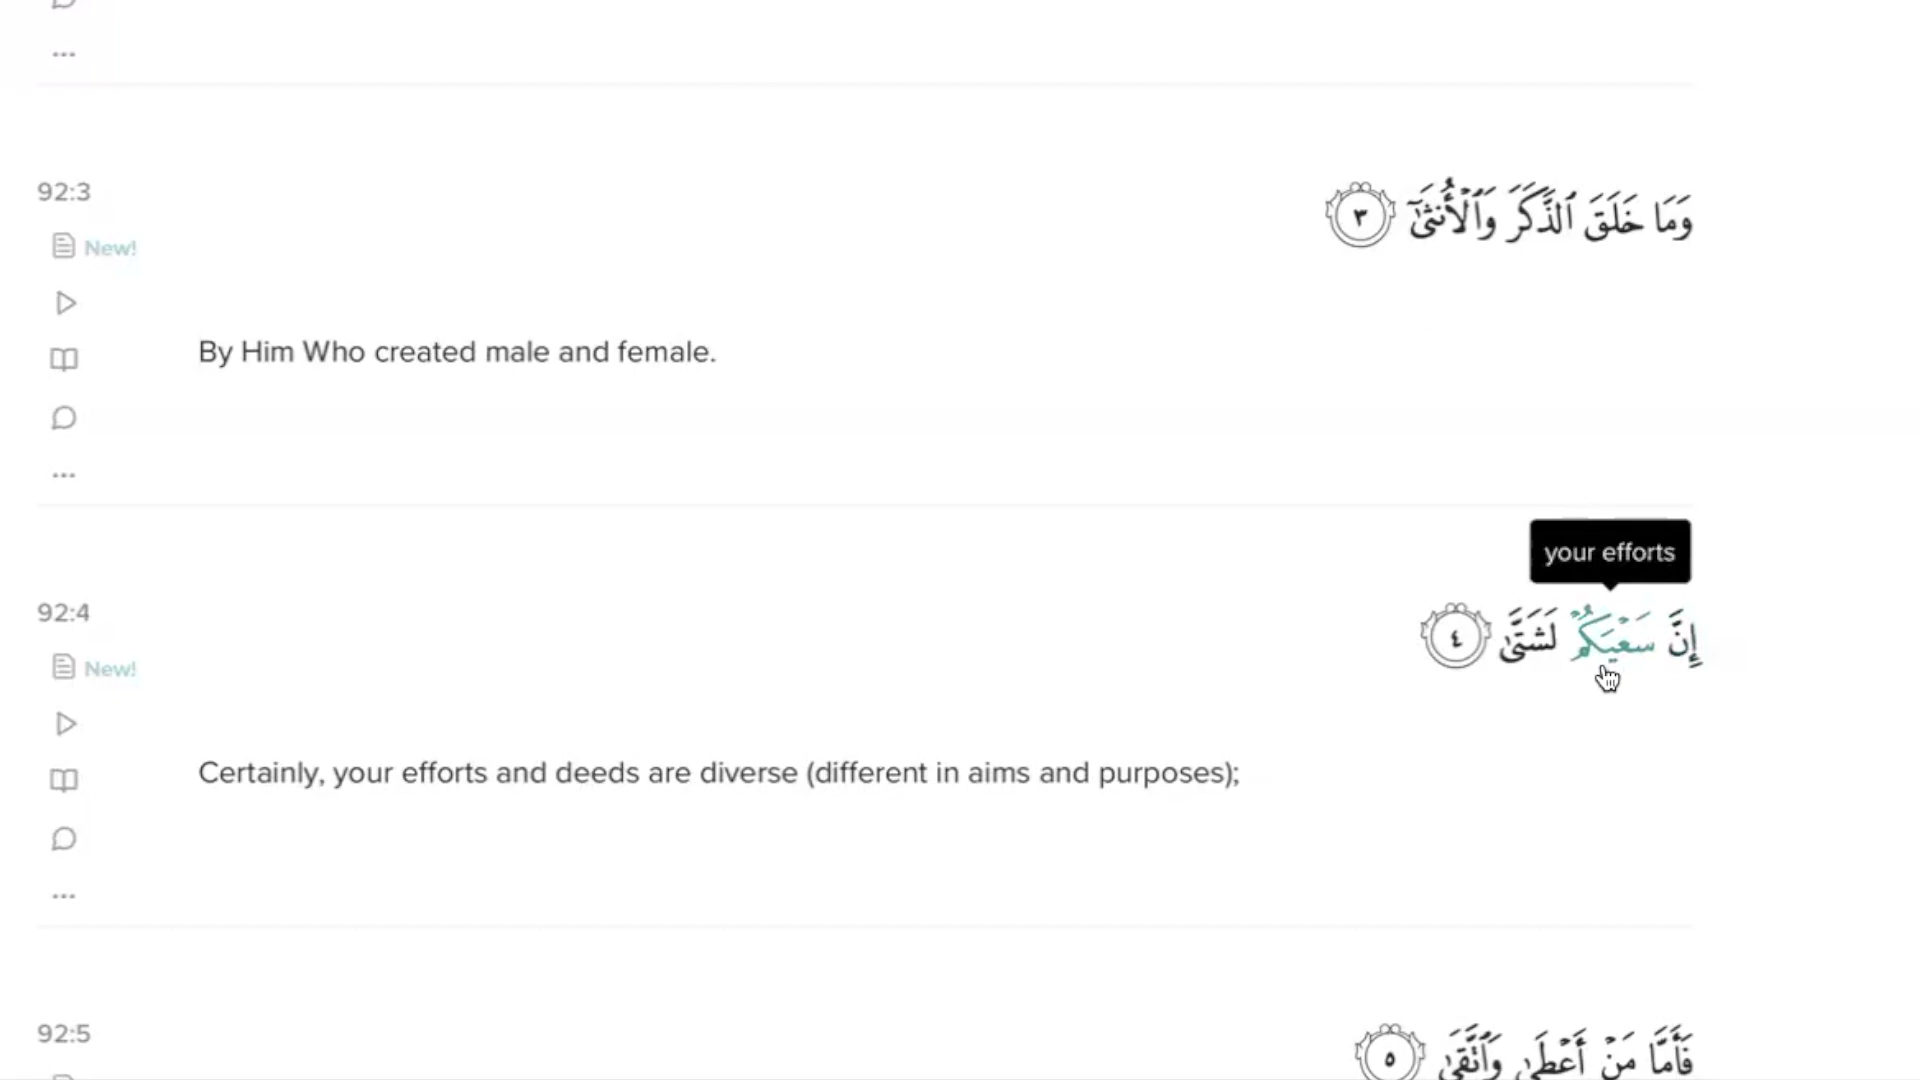 92:3
وَمَا خَلَقَ ٱلذَّكَرَ وَٱلْأُنثَىٰٓ ٣
New!
By Him Who created male and female.
your efforts
92:4
إِنَّ سَعْيَكُمْ لَشَتَّىٰ ٤
New!
Certainly, your efforts and deeds are diverse (different in aims and purposes);
92:5
فَأَمَّا مَنْ أَعْطَىٰ وَٱتَّقَىٰ ٥